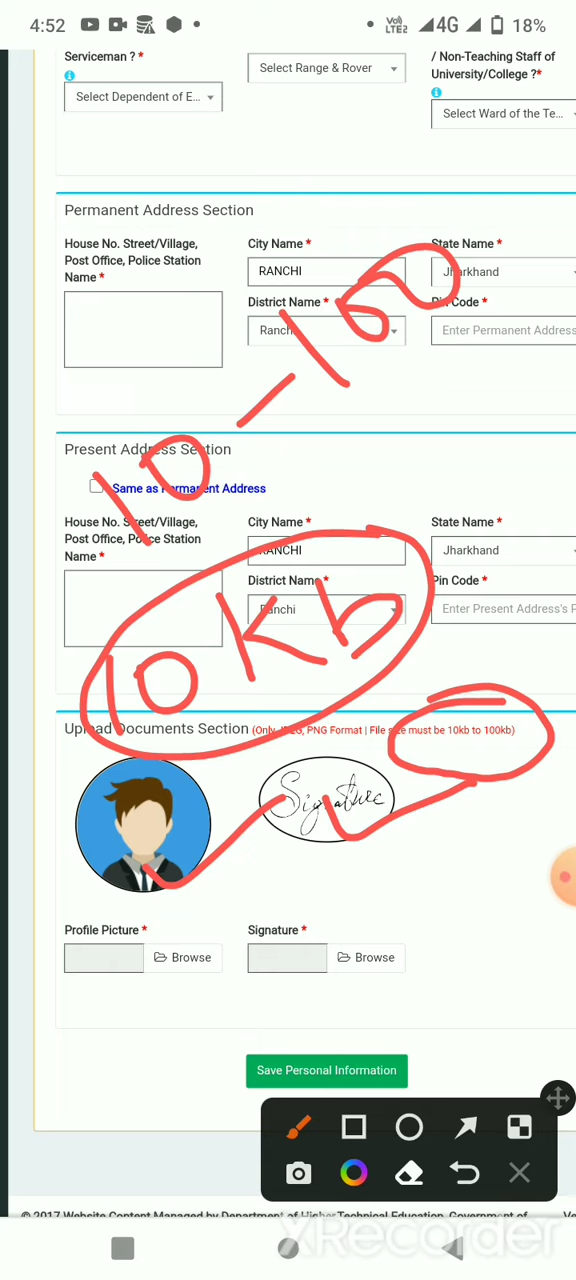 4:52 4G 18%
Serviceman ? *
/ Non-Teaching Staff of
University/College ?*
Select Range & Rover
Select Dependent of E...
Select Ward of the Te...
Permanent Address Section
House No. Street/Village,
Post Office, Police Station
Name *
City Name *
State Name *
RANCHI
Jharkhand
District Name *
Pin Code *
Ranchi
Enter Permanent Address
10 - 100
Present Address Section
Same as Permanent Address
House No. Street/Village,
Post Office, Police Station
Name *
City Name *
State Name *
RANCHI
Jharkhand
District Name *
Pin Code *
Ranchi
Enter Present Address's P
10 Kb
Upload Documents Section (Only JPEG, PNG Format | File size must be 10kb to 100kb)
Signature
Profile Picture *
Signature *
Browse
Browse
Save Personal Information
© 2017 Website Content Managed by Department of Higher Technical Education, Government of
XRecorder